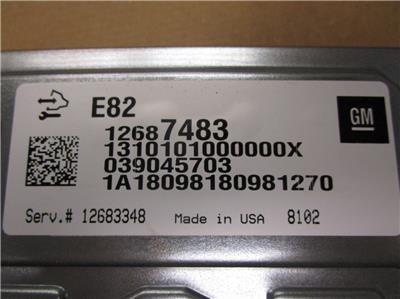 E82
GM
12687483
1310101000000X
039045703
1A18098180981270
Serv.# 12683348 Made in USA 8102